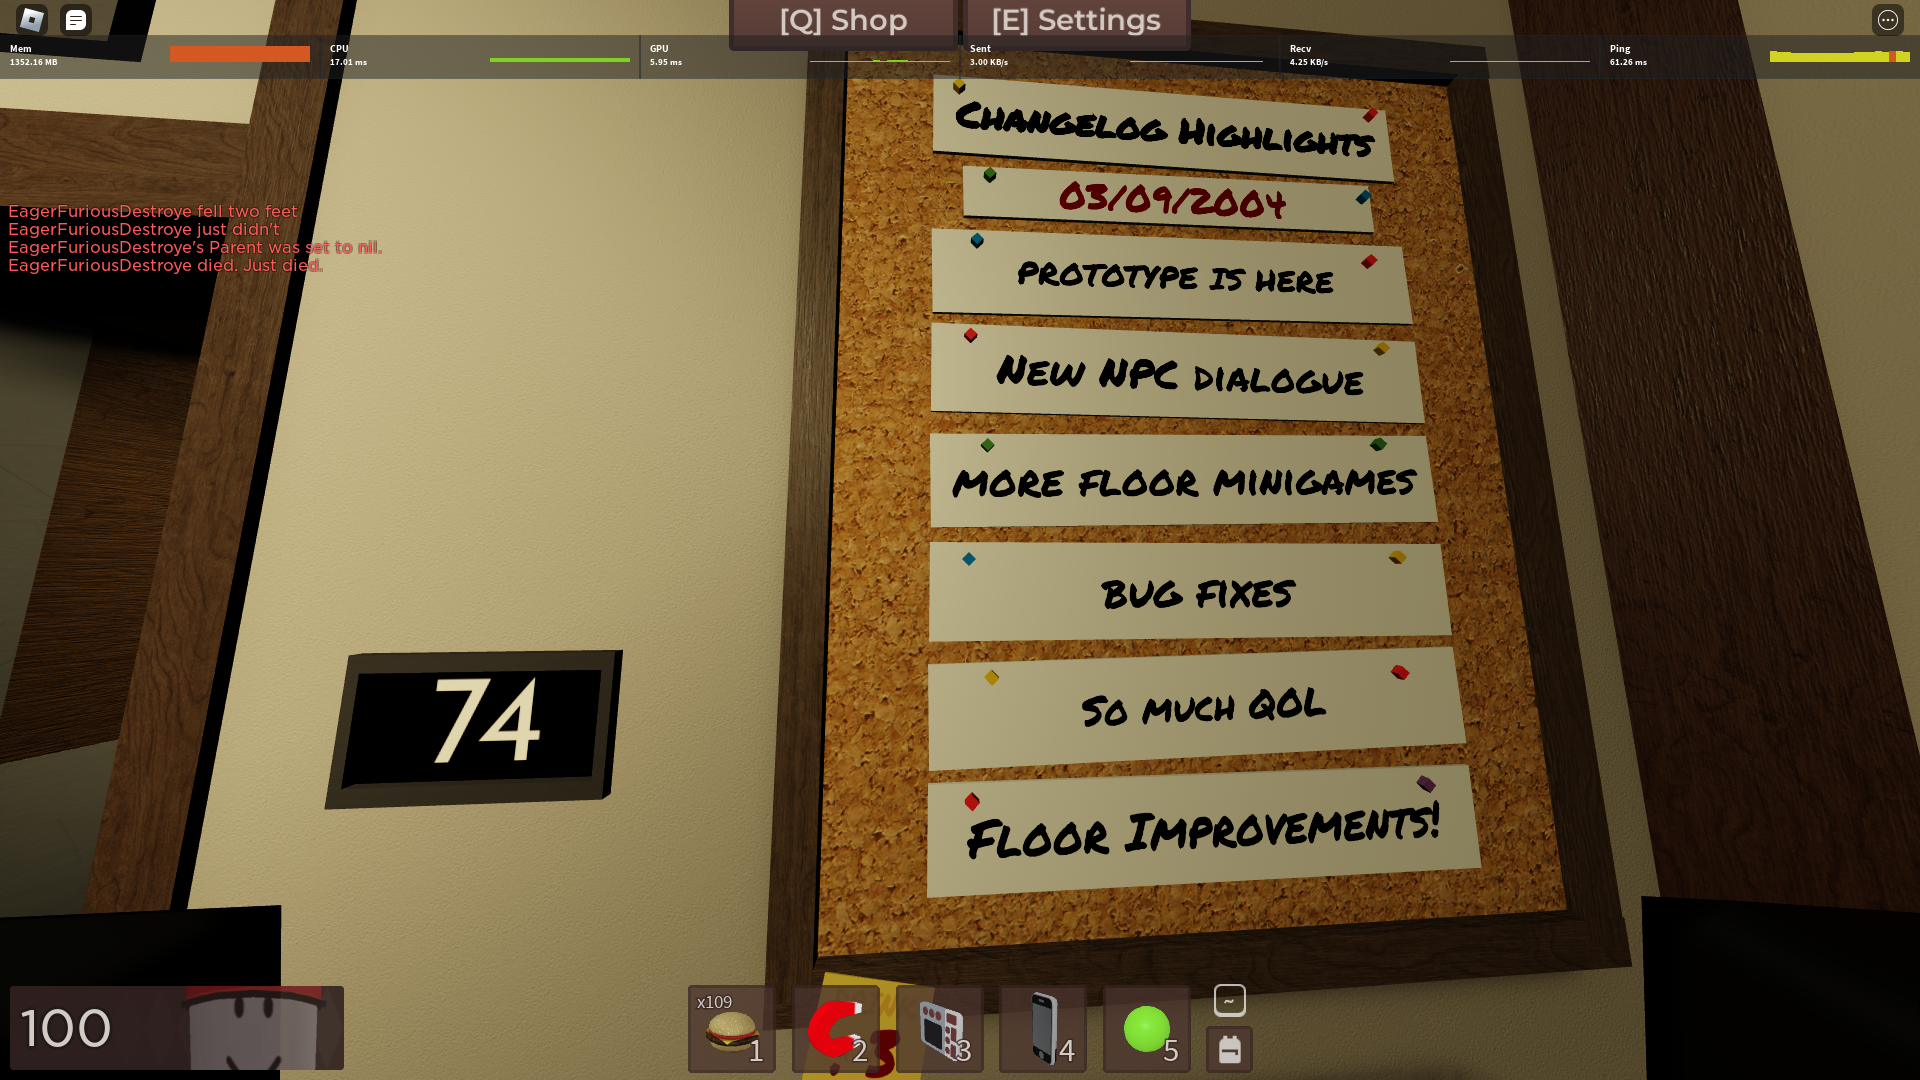 [Q] Shop
[E] Settings
Mem
1352.16 MB
CPU
17.01 ms
GPU
5.95 ms
Sent
3.00 KB/s
Recv
4.25 KB/s
Ping
61.26 ms
EagerFuriousDestroye fell two feet
EagerFuriousDestroye just didn't
EagerFuriousDestroye's Parent was set to nil.
EagerFuriousDestroye died. Just died.
Changelog Highlights
03/09/2004
PROTOTYPE IS HERE
New NPC dialogue
MORE FLOOR MINIGAMES
BUG FIXES
So much QOL
Floor Improvements!
74
100
x109
1
2
3
4
5
~